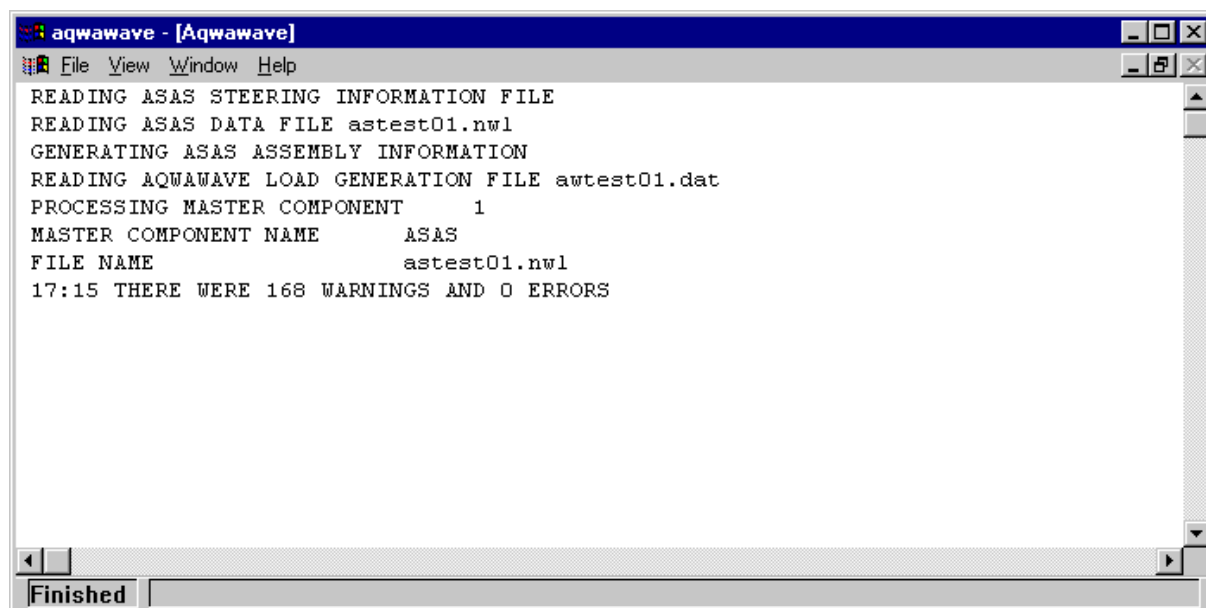 aqwawave - [Aqwawave]
File View Window Help
READING ASAS STEERING INFORMATION FILE
READING ASAS DATA FILE astest01.nwl
GENERATING ASAS ASSEMBLY INFORMATION
READING AQWAWAVE LOAD GENERATION FILE awtest01.dat
PROCESSING MASTER COMPONENT 1
MASTER COMPONENT NAME ASAS
FILE NAME astest01.nwl
17:15 THERE WERE 168 WARNINGS AND 0 ERRORS
Finished